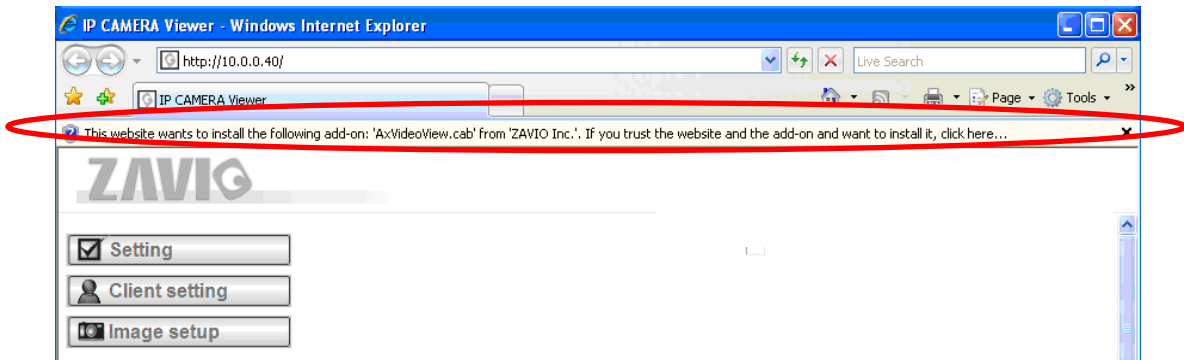 IP CAMERA Viewer - Windows Internet Explorer
http://10.0.0.40/
Live Search
IP CAMERA Viewer
Page
Tools
This website wants to install the following add-on: 'AxVideoView.cab' from 'ZAVIO Inc.'. If you trust the website and the add-on and want to install it, click here...
ZAVIO
Setting
Client setting
Image setup